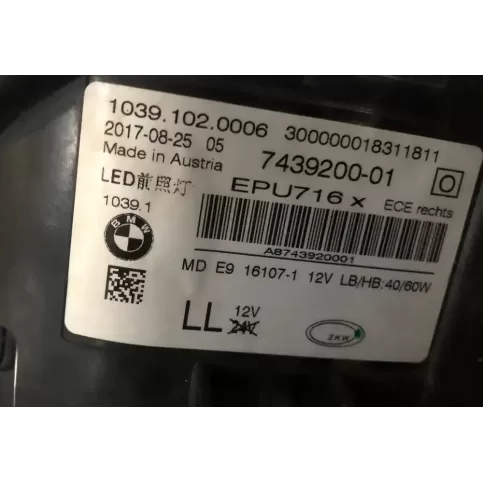 1039.102.0006 300000018311811
2017-08-25 05 7439200-01
Made in Austria
LED前照灯 EPU716 x ECE rechts
1039.1
BMW
A8743920001
MD E9 16107-1 12V LB/HB:40/60W
LL 12V
24V
ZKW